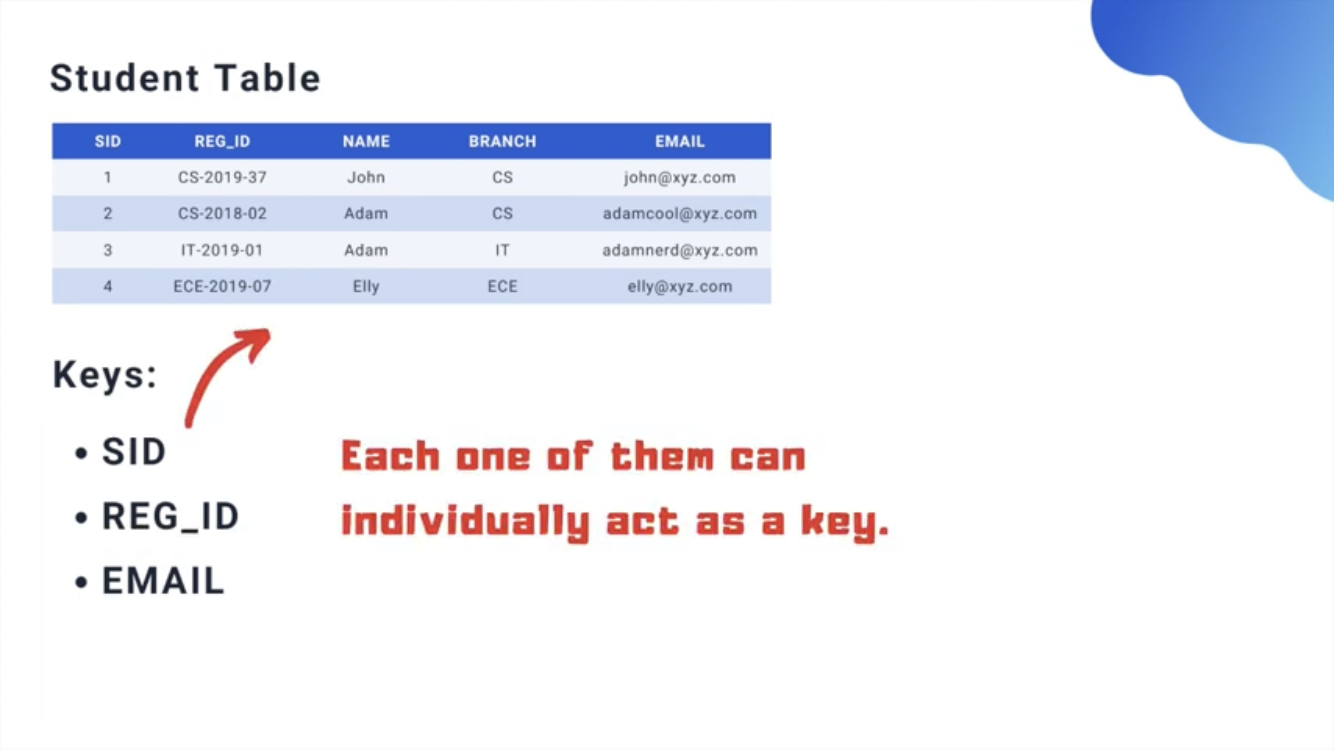 Student Table
SID REG_ID NAME BRANCH EMAIL
1 CS-2019-37 John CS john@xyz.com
2 CS-2018-02 Adam CS adamcool@xyz.com
3 IT-2019-01 Adam IT adamnerd@xyz.com
4 ECE-2019-07 Elly ECE elly@xyz.com
Keys:
• SID
• REG_ID
• EMAIL
Each one of them can
individually act as a key.